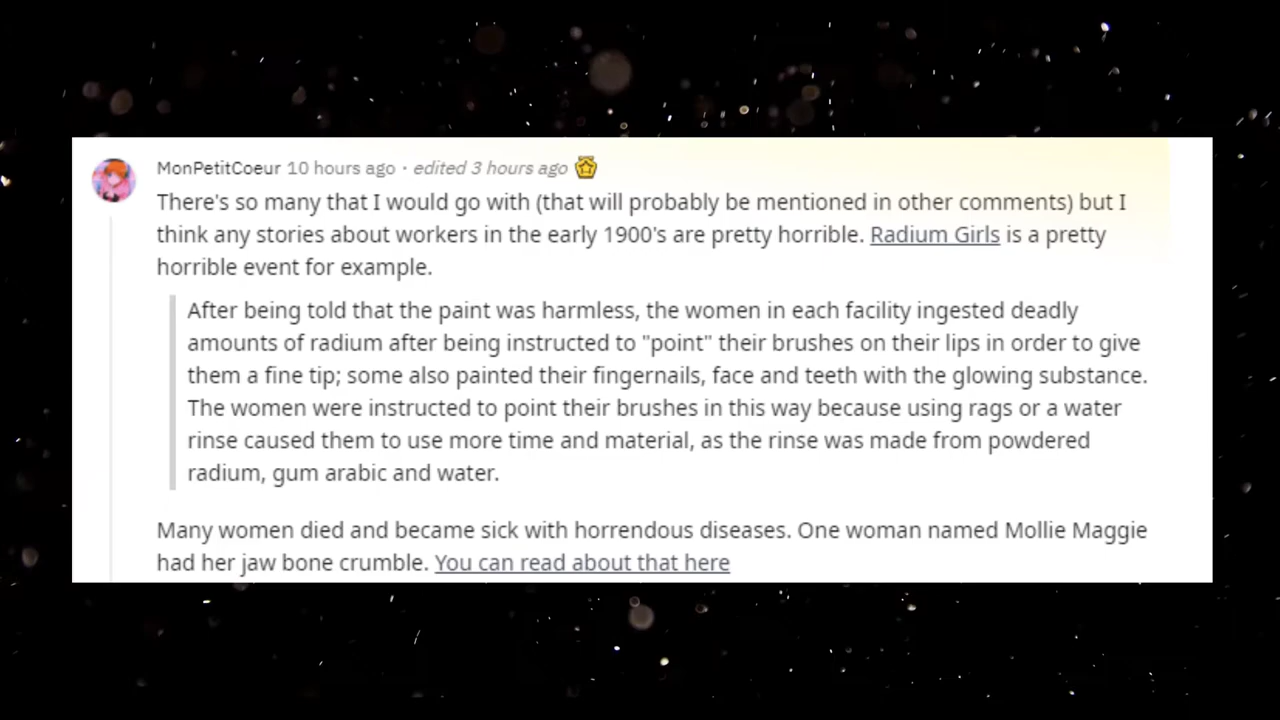 MonPetitCoeur 10 hours ago · edited 3 hours ago
There's so many that I would go with (that will probably be mentioned in other comments) but I
think any stories about workers in the early 1900's are pretty horrible. Radium Girls is a pretty
horrible event for example.
After being told that the paint was harmless, the women in each facility ingested deadly
amounts of radium after being instructed to "point" their brushes on their lips in order to give
them a fine tip; some also painted their fingernails, face and teeth with the glowing substance.
The women were instructed to point their brushes in this way because using rags or a water
rinse caused them to use more time and material, as the rinse was made from powdered
radium, gum arabic and water.
Many women died and became sick with horrendous diseases. One woman named Mollie Maggie
had her jaw bone crumble. You can read about that here